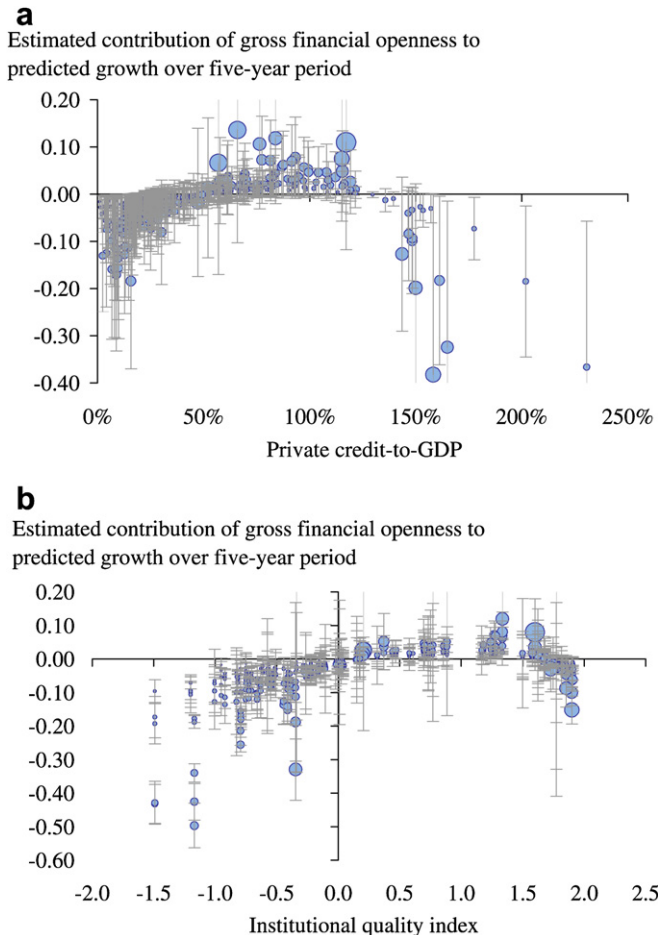 a
Estimated contribution of gross financial openness to
predicted growth over five-year period
0.20
0.10
0.00
-0.10
-0.20
-0.30
-0.40
0% 50% 100% 150% 200% 250%
Private credit-to-GDP
b
Estimated contribution of gross financial openness to
predicted growth over five-year period
0.20
0.10
0.00
-0.10
-0.20
-0.30
-0.40
-0.50
-0.60
-2.0 -1.5 -1.0 -0.5 0.0 0.5 1.0 1.5 2.0 2.5
Institutional quality index